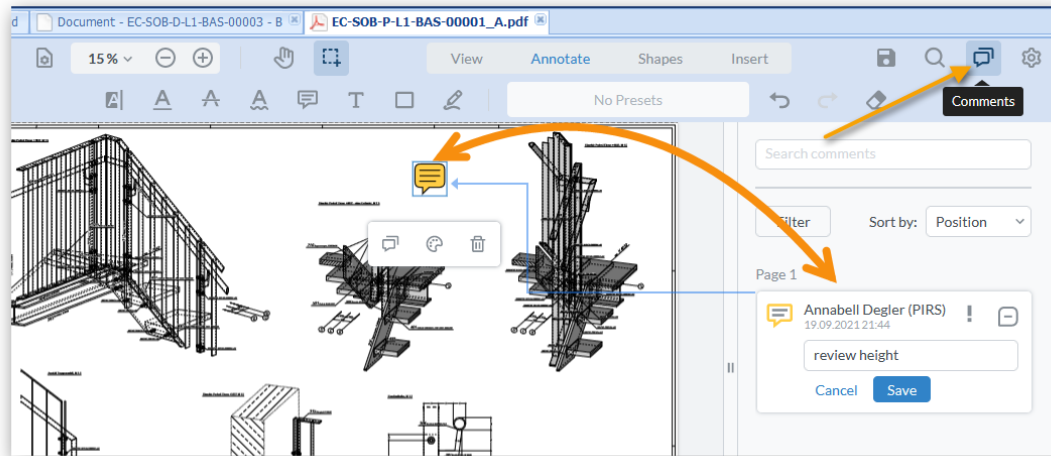 d Document - EC-SOB-D-L1-BAS-00003 - B EC-SOB-P-L1-BAS-00001_A.pdf
15% View Annotate Shapes Insert
A A A A T No Presets Comments
Search comments
Filter Sort by: Position
Page 1
Annabell Degler (PIRS)
19.09.2021 21:44
review height
Cancel Save